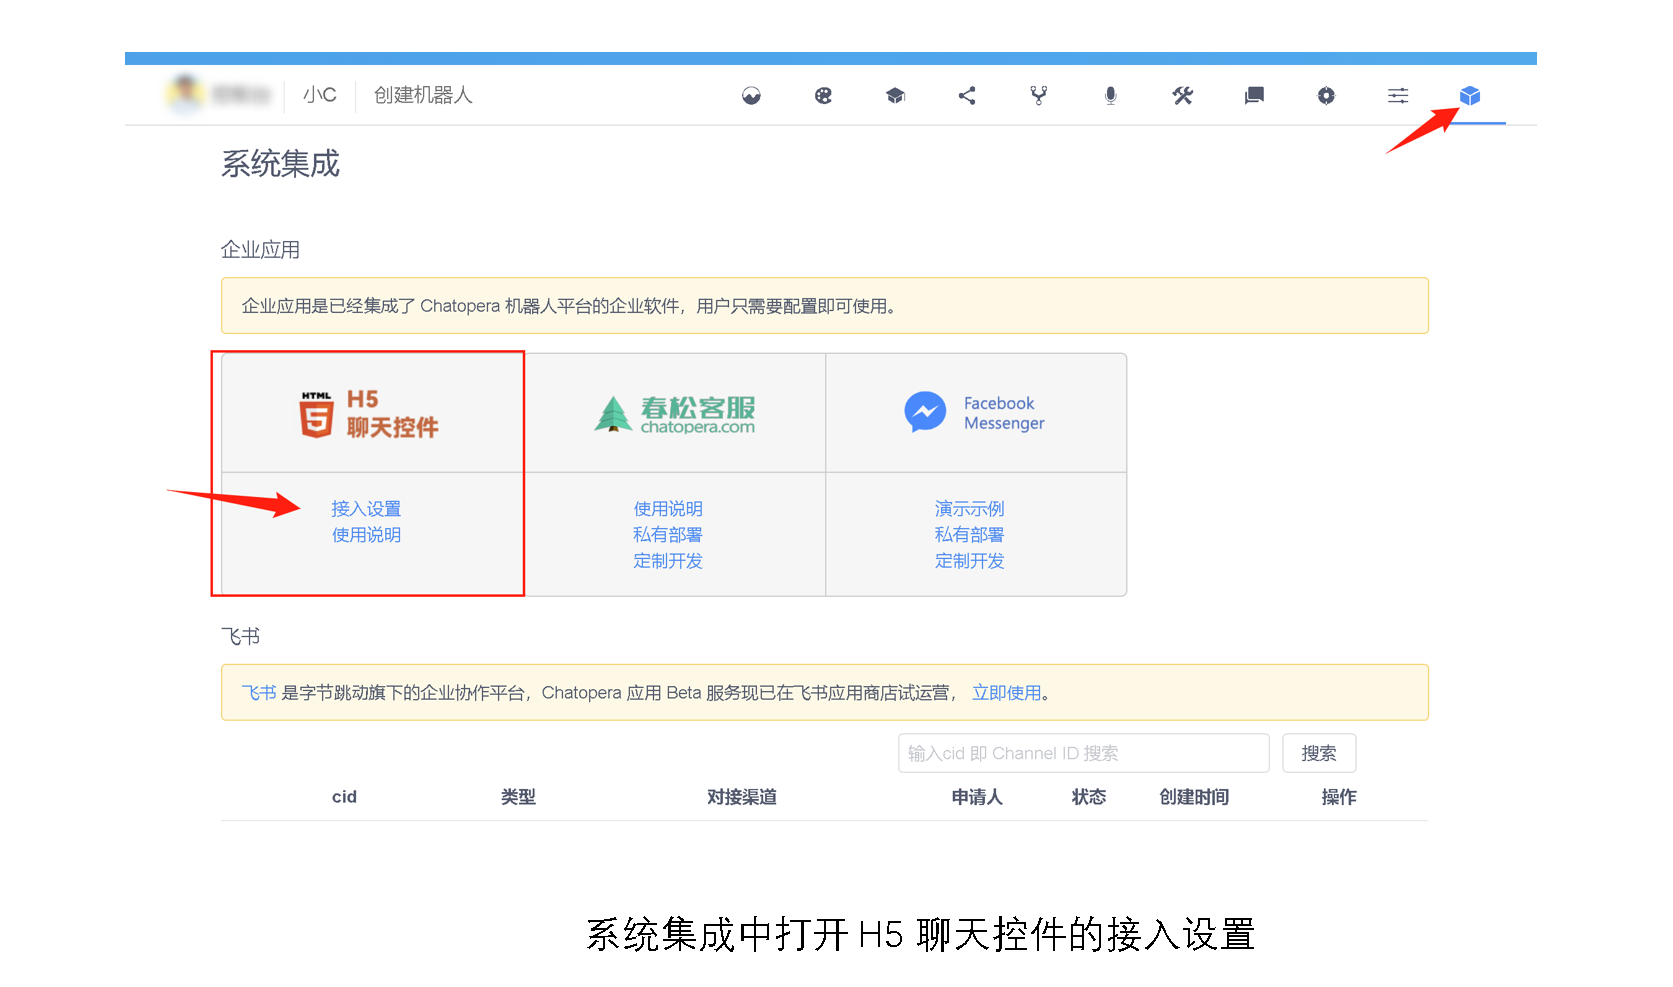 小C
创建机器人
系统集成
企业应用
企业应用是已经集成了 Chatopera 机器人平台的企业软件，用户只需要配置即可使用。
HTML
5
H5
聊天控件
春松客服
chatopera.com
Facebook
Messenger
接入设置
使用说明
使用说明
私有部署
定制开发
演示示例
私有部署
定制开发
飞书
飞书 是字节跳动旗下的企业协作平台，Chatopera 应用 Beta 服务现已在飞书应用商店试运营， 立即使用。
输入cid 即 Channel ID 搜索
搜索
cid 类型 对接渠道 申请人 状态 创建时间 操作
系统集成中打开 H5 聊天控件的接入设置